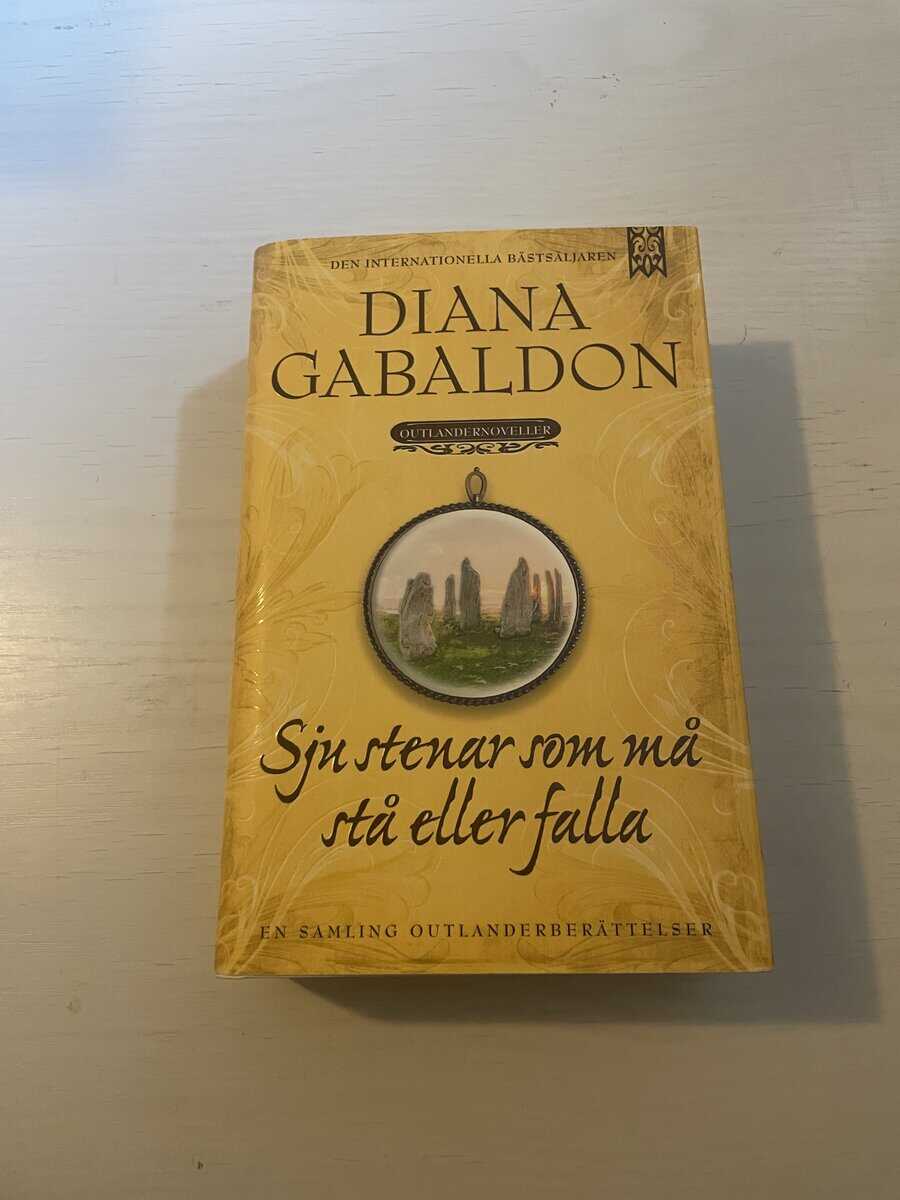 DEN INTERNATIONELLA BÄSTSÄLJAREN
DIANA
GABALDON
OUTLANDERNOVELLER
Sju stenar som må
stå eller falla
EN SAMLING OUTLANDERBERÄTTELSER